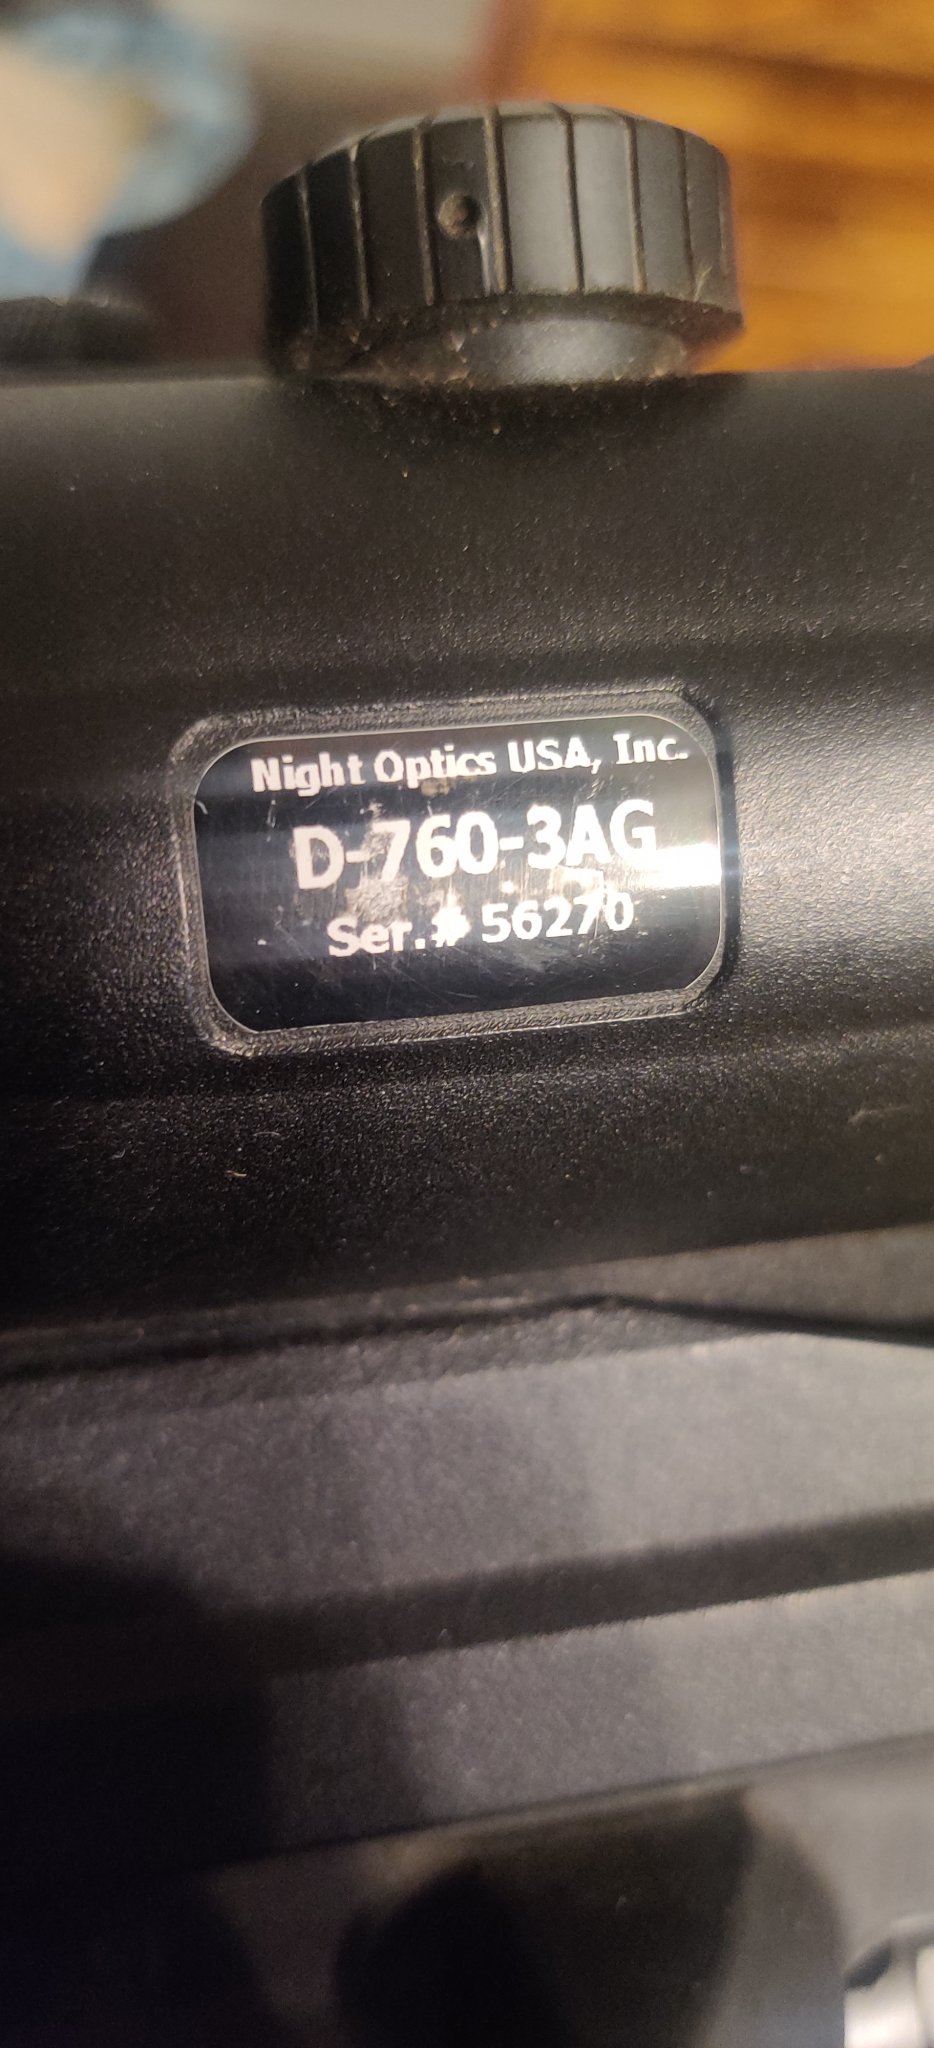 Night Optics USA, Inc.
D-760-3AG
Ser.# 56270